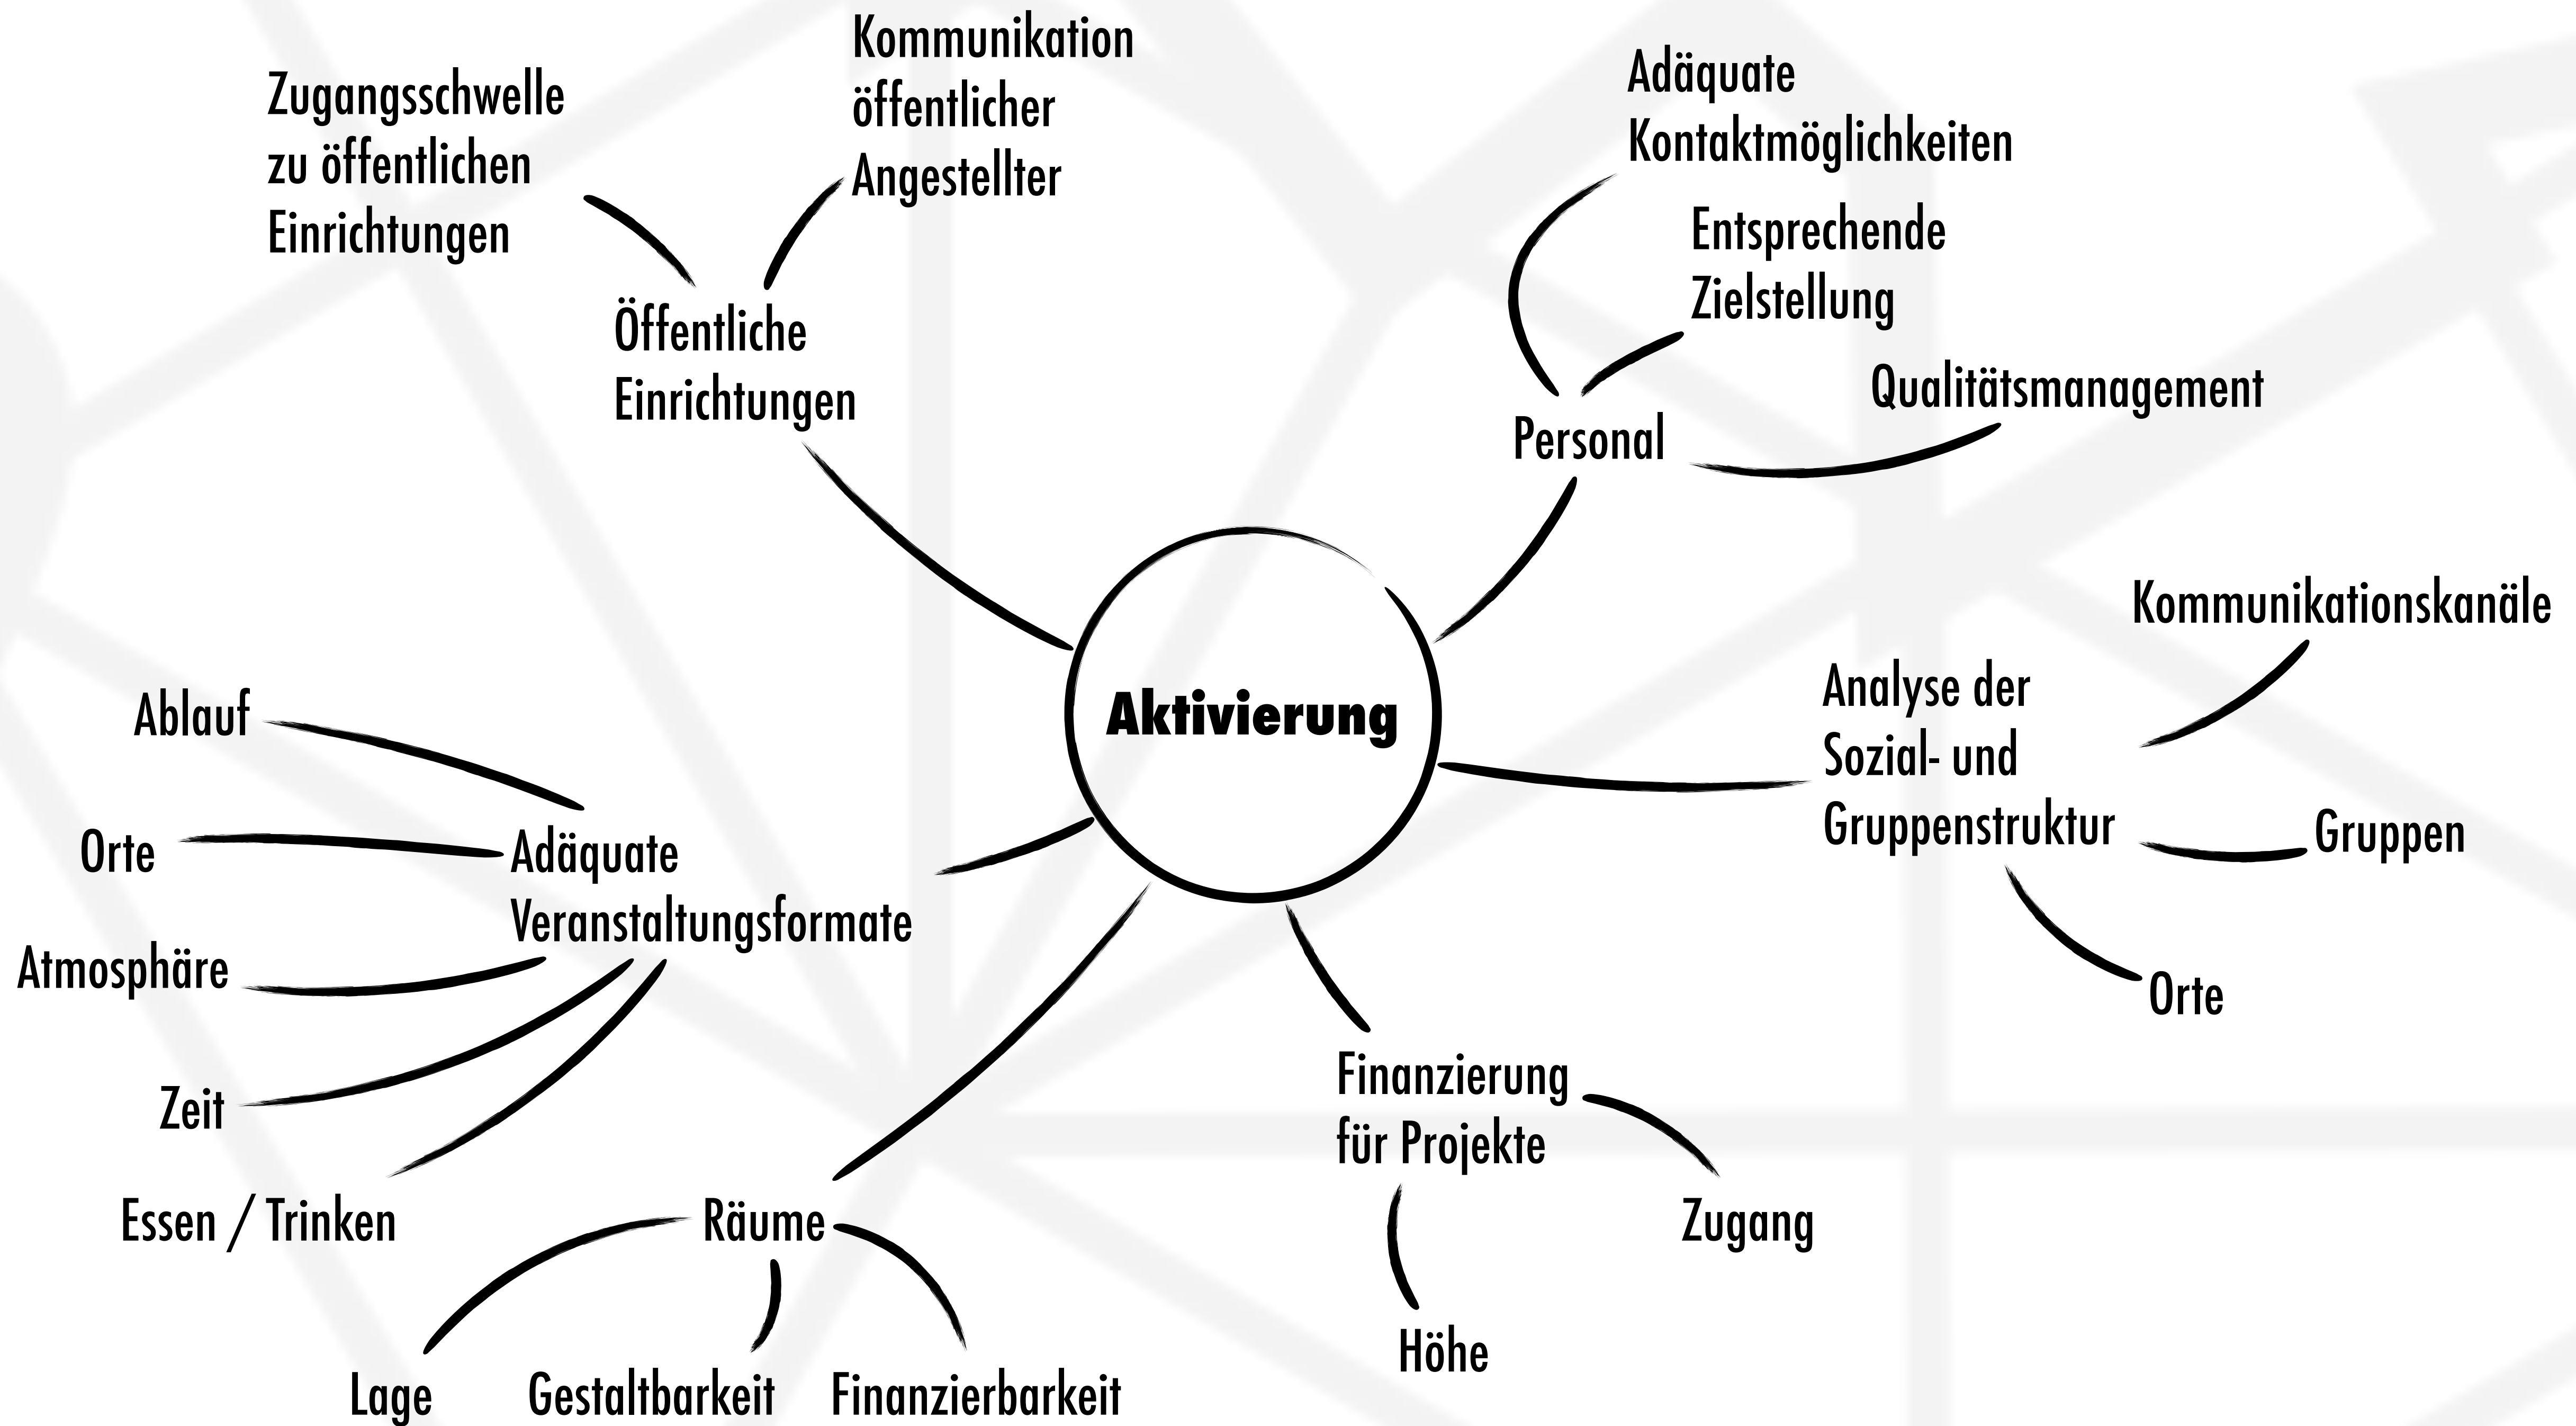 Kommunikation
öffentlicher
Angestellter
Zugangsschwelle
zu öffentlichen
Einrichtungen
Öffentliche
Einrichtungen
Adäquate
Kontaktmöglichkeiten
Entsprechende
Zielstellung
Qualitätsmanagement
Personal
Aktivierung
Kommunikationskanäle
Analyse der
Sozial- und
Gruppenstruktur
Gruppen
Orte
Ablauf
Orte
Adäquate
Veranstaltungsformate
Atmosphäre
Zeit
Essen / Trinken
Räume
Lage
Gestaltbarkeit
Finanzierbarkeit
Finanzierung
für Projekte
Zugang
Höhe